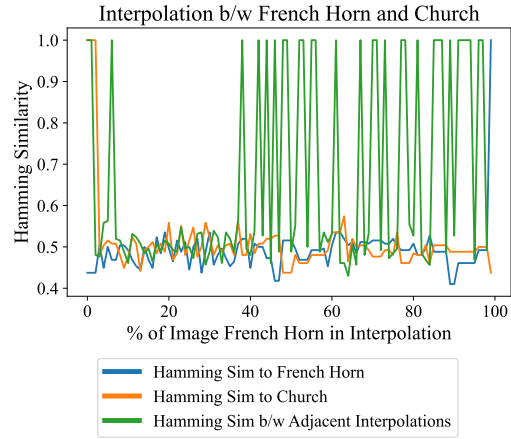 Interpolation b/w French Horn and Church
1.0
0.9
0.8
0.7
0.6
0.5
0.4
Hamming Similarity
0 20 40 60 80 100
% of Image French Horn in Interpolation
Hamming Sim to French Horn
Hamming Sim to Church
Hamming Sim b/w Adjacent Interpolations